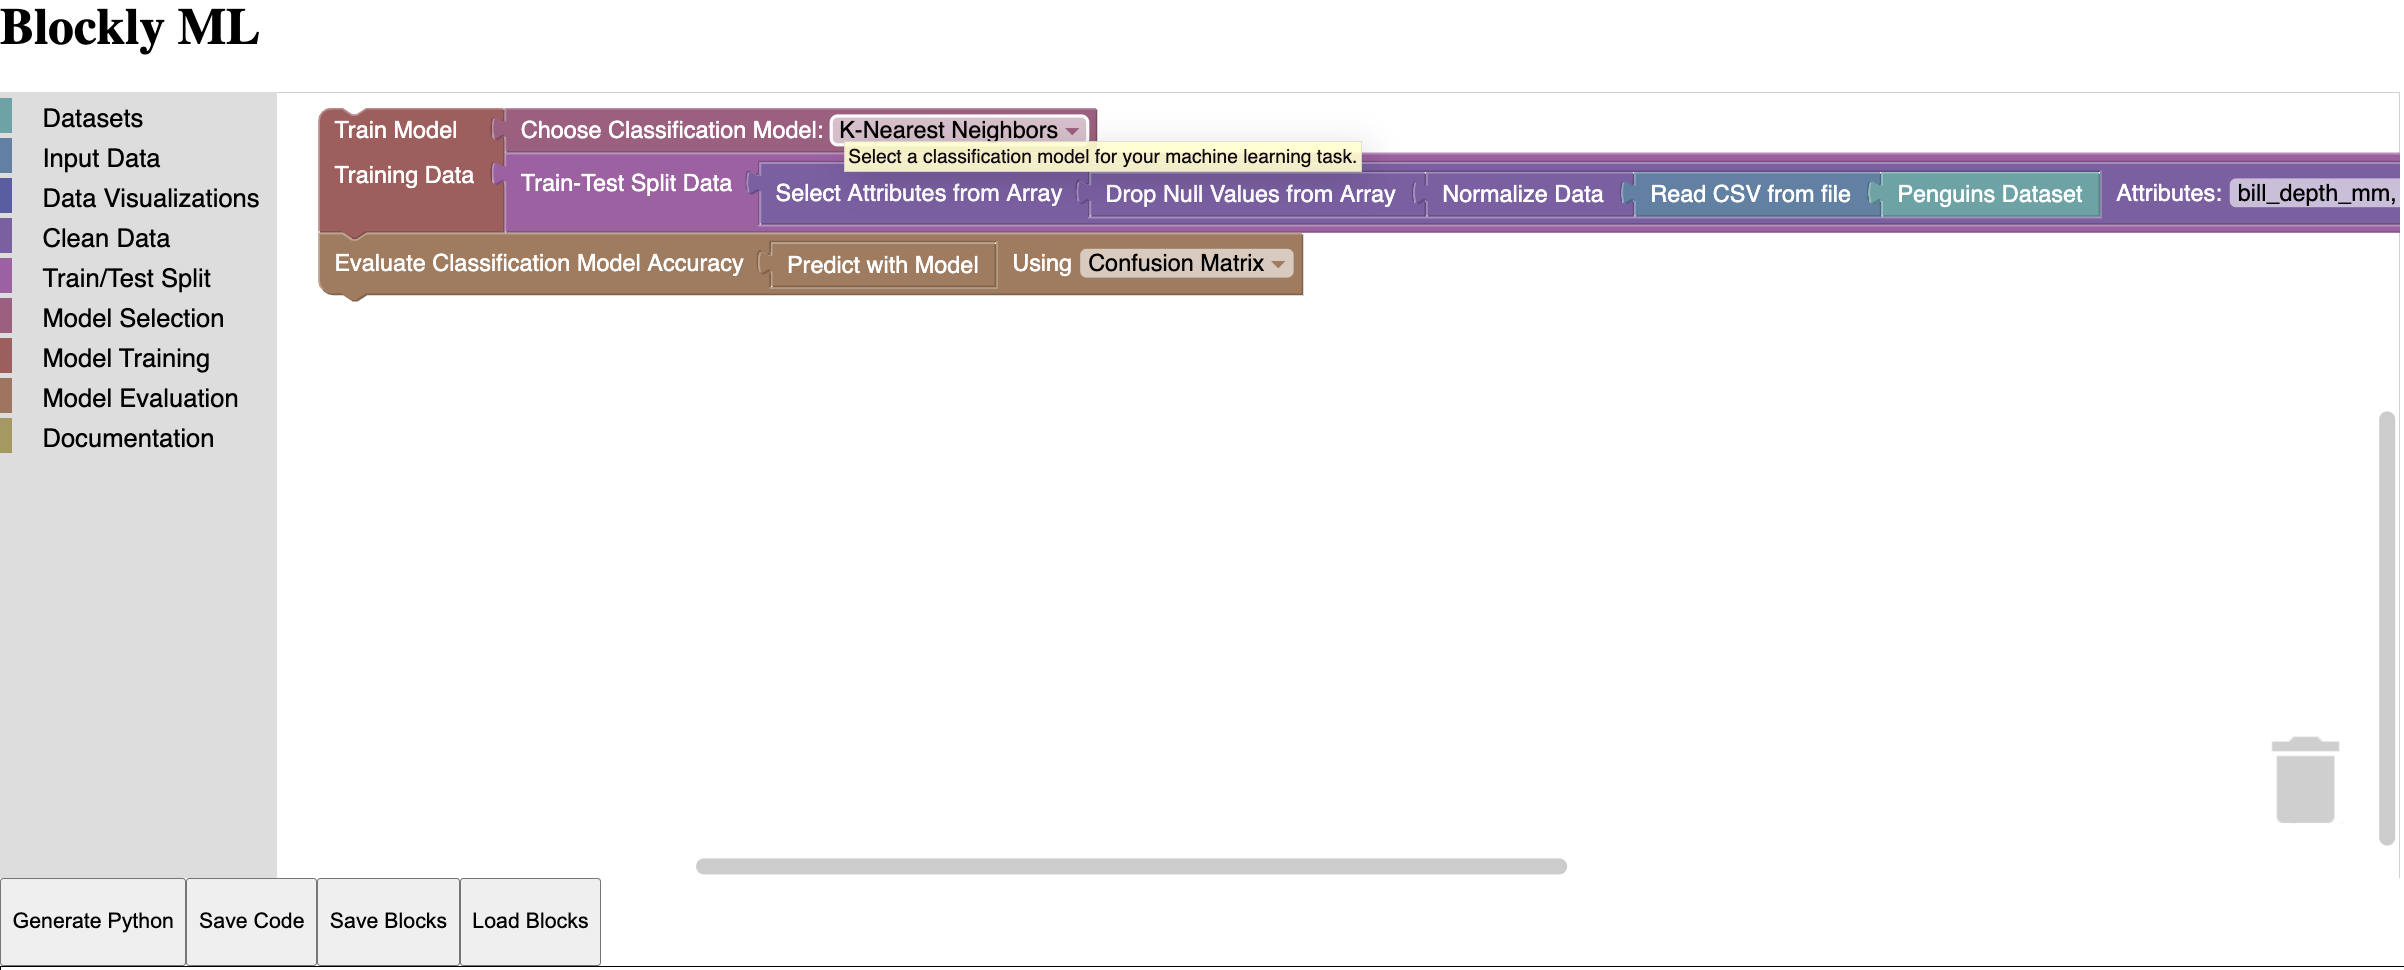 Blockly ML
Datasets
Input Data
Data Visualizations
Clean Data
Train/Test Split
Model Selection
Model Training
Model Evaluation
Documentation
Train Model Choose Classification Model: K-Nearest Neighbors
Select a classification model for your machine learning task.
Training Data Train-Test Split Data Select Attributes from Array Drop Null Values from Array Normalize Data Read CSV from file Penguins Dataset Attributes: bill_depth_mm,
Evaluate Classification Model Accuracy Predict with Model Using Confusion Matrix
Generate Python Save Code Save Blocks Load Blocks